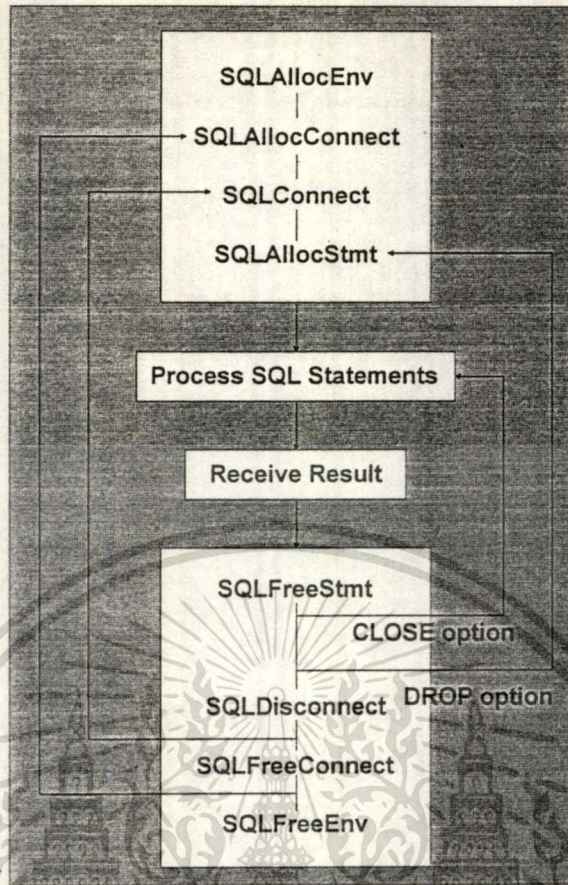 SQLAllocEnv
SQLAllocConnect
SQLConnect
SQLAllocStmt
Process SQL Statements
Receive Result
SQLFreeStmt
CLOSE option
DROP option
SQLDisconnect
SQLFreeConnect
SQLFreeEnv